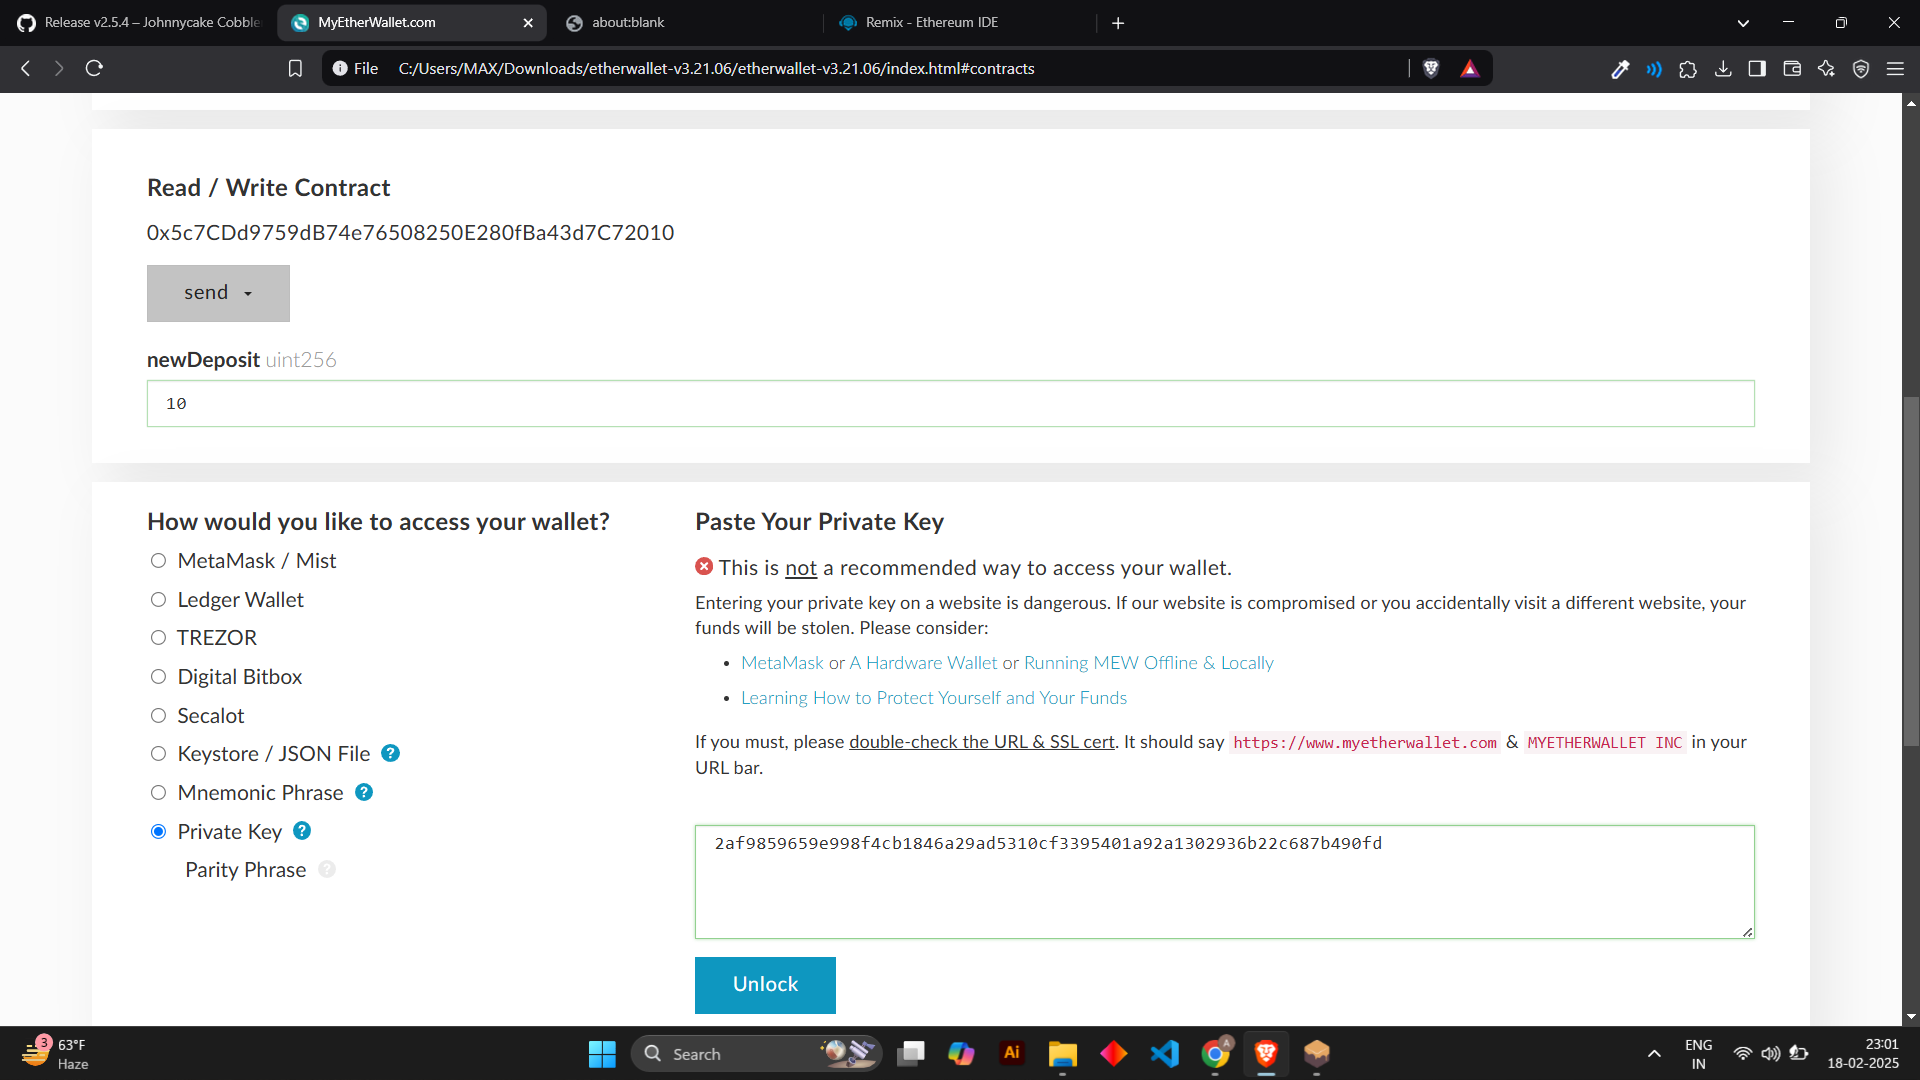 Release v2.5.4 – Johnnycake Cobble
MyEtherWallet.com
about:blank
Remix - Ethereum IDE
File
C:/Users/MAX/Downloads/etherwallet-v3.21.06/etherwallet-v3.21.06/index.html#contracts
Read / Write Contract
0x5c7CDd9759dB74e76508250E280fBa43d7C72010
send
newDeposit uint256
10
How would you like to access your wallet?
MetaMask / Mist
Ledger Wallet
TREZOR
Digital Bitbox
Secalot
Keystore / JSON File ?
Mnemonic Phrase ?
Private Key ?
Parity Phrase ?
Paste Your Private Key
This is not a recommended way to access your wallet.
Entering your private key on a website is dangerous. If our website is compromised or you accidentally visit a different website, your
funds will be stolen. Please consider:
• MetaMask or A Hardware Wallet or Running MEW Offline & Locally
• Learning How to Protect Yourself and Your Funds
If you must, please double-check the URL & SSL cert. It should say https://www.myetherwallet.com & MYETHERWALLET INC in your
URL bar.
2af9859659e998f4cb1846a29ad5310cf3395401a92a1302936b22c687b490fd
Unlock
3
63°F
Haze
Search
Ai
A
ENG
IN
23:01
18-02-2025